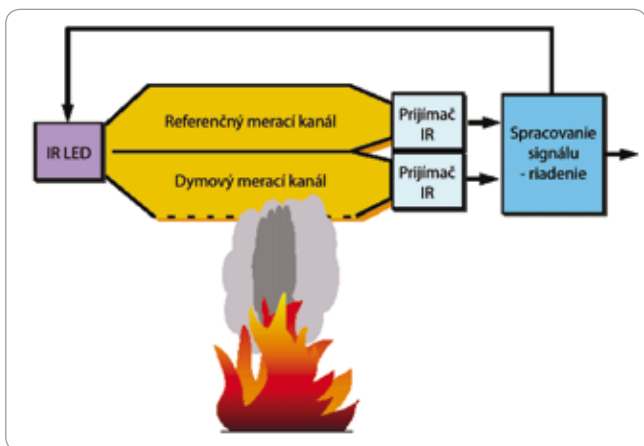 Referenčný merací kanál
Prijímač
IR
IR LED
Spracovanie
signálu
- riadenie
Dymový merací kanál
Prijímač
IR